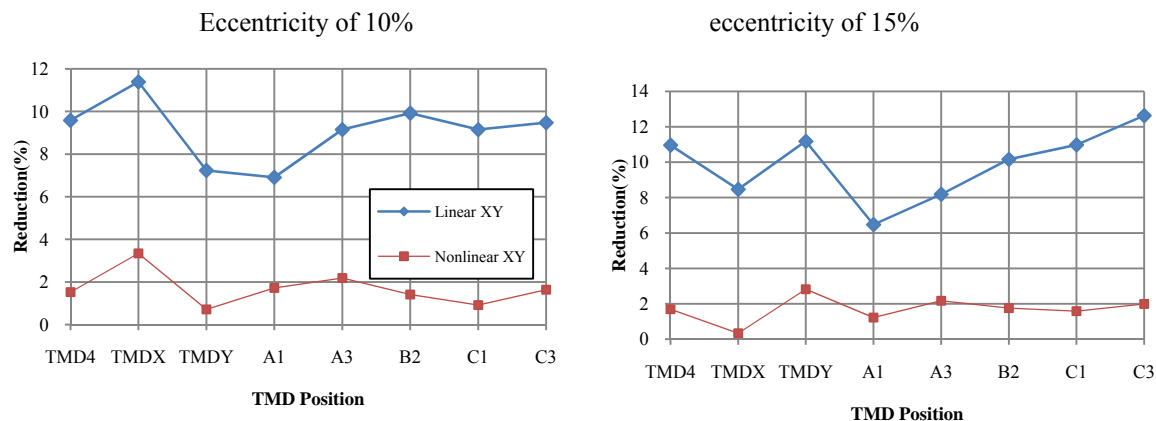 Eccentricity of 10%
12
10
8
6
4
2
0
Reduction(%)
Linear XY
Nonlinear XY
TMD4 TMDX TMDY A1 A3 B2 C1 C3
TMD Position
eccentricity of 15%
14
12
10
8
6
4
2
0
Reduction(%)
TMD4 TMDX TMDY A1 A3 B2 C1 C3
TMD Position